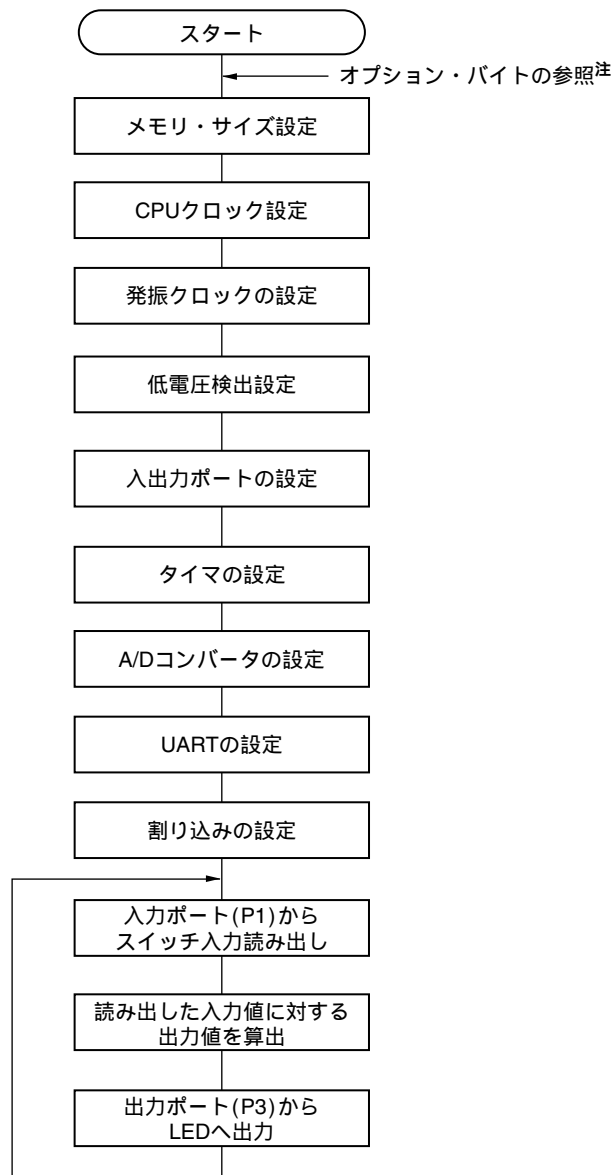 スタート
オプション・バイトの参照注
メモリ・サイズ設定
CPUクロック設定
発振クロックの設定
低電圧検出設定
入出力ポートの設定
タイマの設定
A/Dコンバータの設定
UARTの設定
割り込みの設定
入力ポート(P1)から
スイッチ入力読み出し
読み出した入力値に対する
出力値を算出
出力ポート(P3)から
LEDへ出力